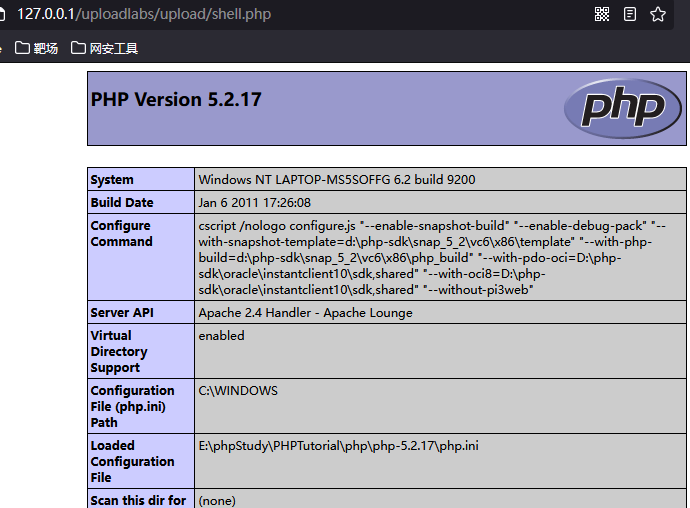 127.0.0.1/uploadlabs/upload/shell.php
靶场 网安工具
PHP Version 5.2.17
php
System Windows NT LAPTOP-MS5SOFFG 6.2 build 9200
Build Date Jan 6 2011 17:26:08
Configure Command cscript /nologo configure.js "--enable-snapshot-build" "--enable-debug-pack" "--
with-snapshot-template=d:\php-sdk\snap_5_2\vc6\x86\template" "--with-php-
build=d:\php-sdk\snap_5_2\vc6\x86\php_build" "--with-pdo-oci=D:\php-
sdk\oracle\instantclient10\sdk,shared" "--with-oci8=D:\php-
sdk\oracle\instantclient10\sdk,shared" "--without-pi3web"
Server API Apache 2.4 Handler - Apache Lounge
Virtual
Directory
Support enabled
Configuration
File (php.ini)
Path C:\WINDOWS
Loaded
Configuration
File E:\phpStudy\PHPTutorial\php\php-5.2.17\php.ini
Scan this dir for (none)